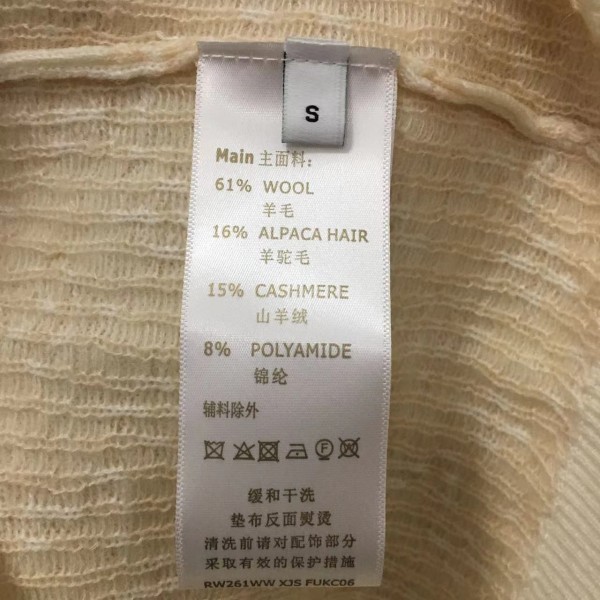 S
Main 主面料:
61% WOOL
羊毛
16% ALPACA HAIR
羊驼毛
15% CASHMERE
山羊绒
8% POLYAMIDE
锦纶
辅料除外
F
缓和干洗
垫布反面熨烫
清洗前请对配饰部分
采取有效的保护措施
RW261WW XJS FUKC06